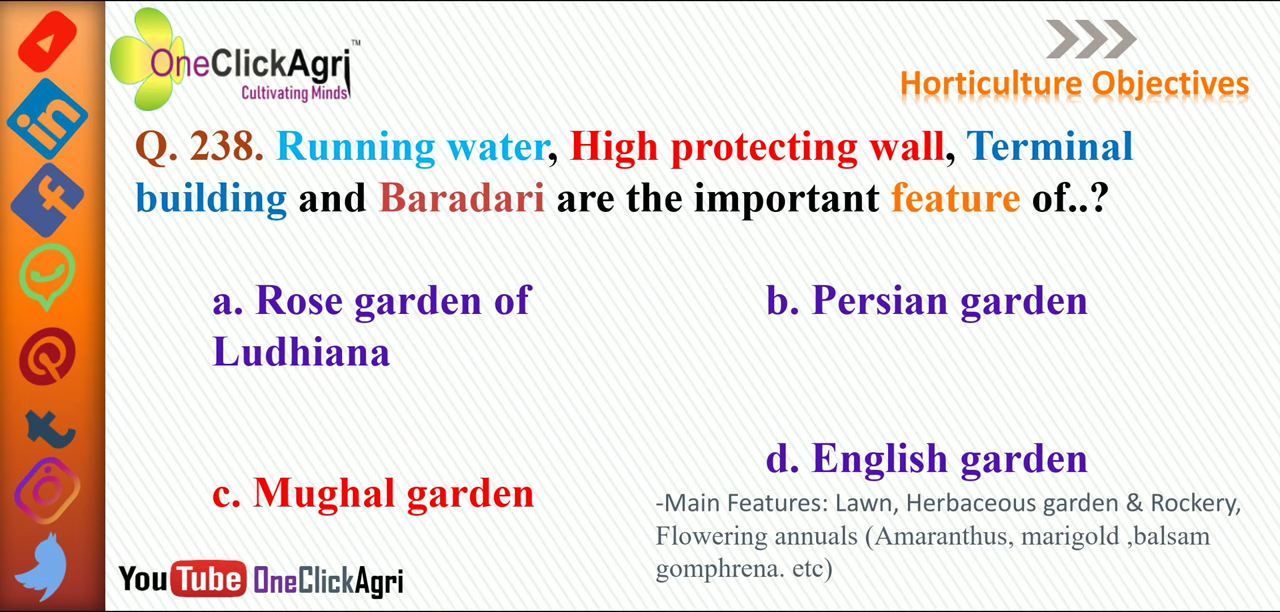 OneClickAgri™
Cultivating Minds
Horticulture Objectives
Q. 238. Running water, High protecting wall, Terminal
building and Baradari are the important feature of..?
a. Rose garden of
Ludhiana
b. Persian garden
c. Mughal garden
d. English garden
-Main Features: Lawn, Herbaceous garden & Rockery,
Flowering annuals (Amaranthus, marigold ,balsam
gomphrena. etc)
YouTube OneClickAgri